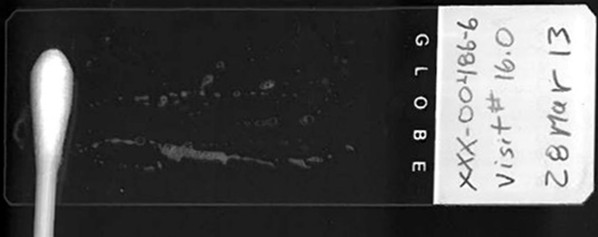 GLOBE
XXX-00486-6
Visit# 16.0
28 Mar 13